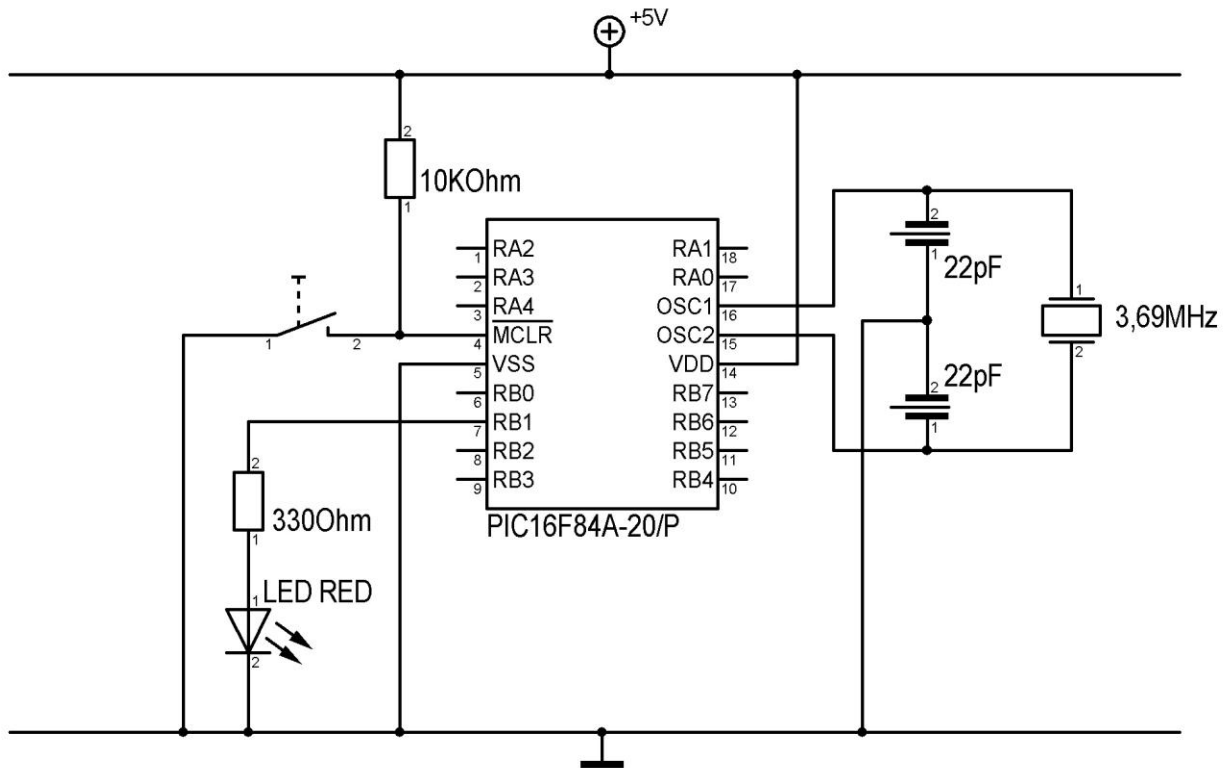 +5V
2
10KOhm
1
RA2
1
RA3
2
RA4
3
MCLR
4
VSS
5
RB0
6
RB1
7
RB2
8
RB3
9
RA1
18
RA0
17
OSC1
16
OSC2
15
VDD
14
RB7
13
RB6
12
RB5
11
RB4
10
PIC16F84A-20/P
1
2
2
330Ohm
1
LED RED
1
2
2
1
22pF
22pF
2
1
1
3,69MHz
2